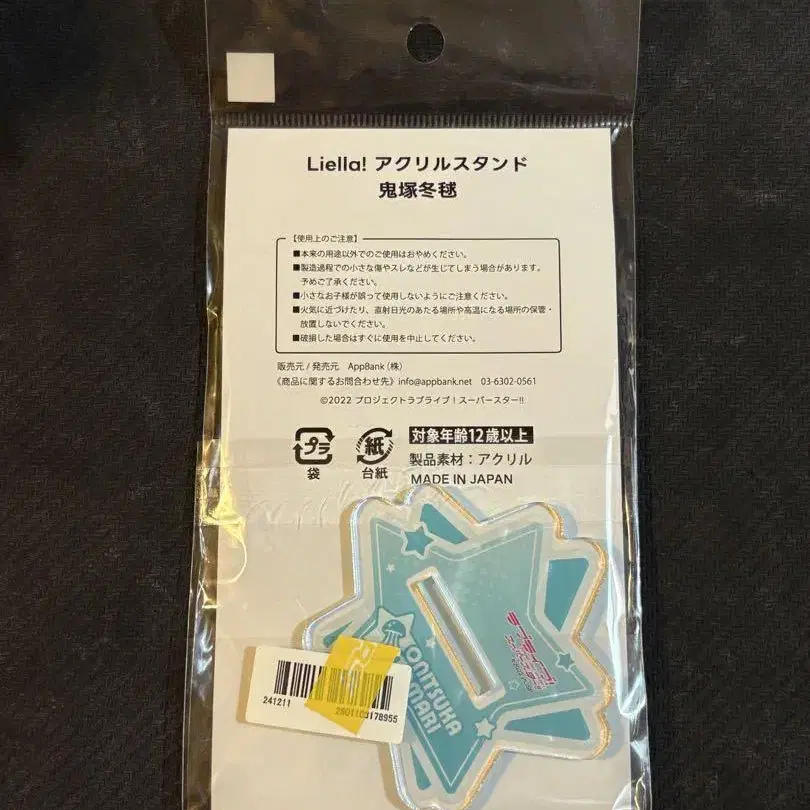 Liella! アクリルスタンド
鬼塚冬毬
【使用上のご注意】
■本来の用途以外でのご使用はおやめください。
■製造過程での小さな傷やスレなどが生じてしまう場合があります。
予めご了承ください。
■小さなお子様が誤って使用しないようにご注意ください。
■火気に近づけたり、直射日光のあたる場所や高温になる場所の保管・
放置しないでください。
■破損した場合はすぐに使用を中止してください。
販売元 / 発売元 AppBank（株）
《商品に関するお問合わせ先》info@appbank.net 03-6302-0561
©2022 プロジェクトラブライブ！スーパースター!!
プラ
袋
紙
台紙
対象年齢12歳以上
製品素材：アクリル
MADE IN JAPAN
ONITSUKA
MARI
241211
2801103178955